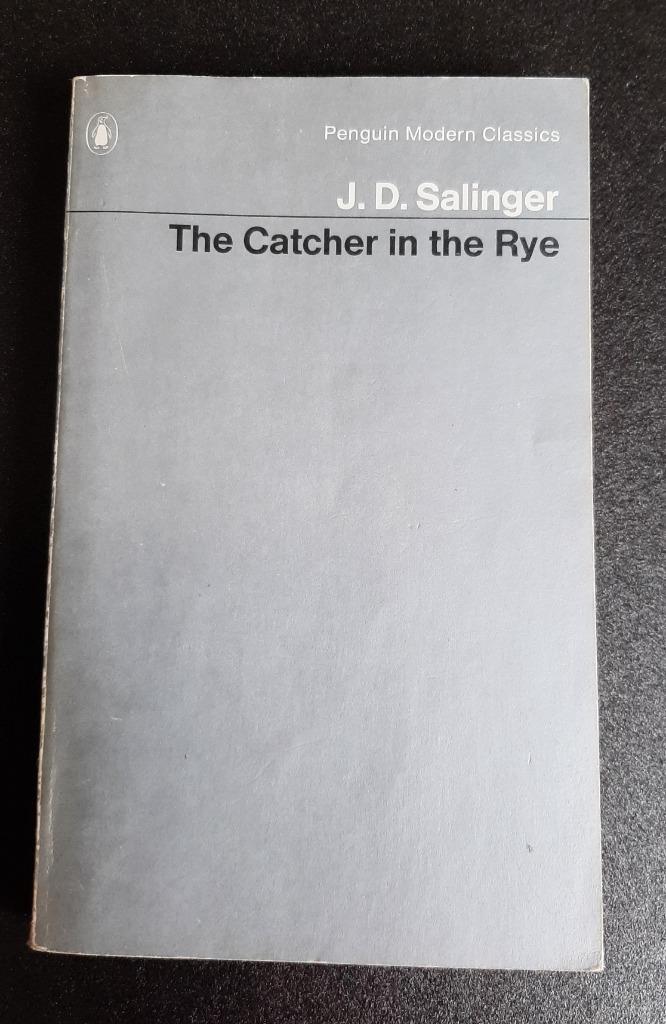 Penguin Modern Classics
J. D. Salinger
The Catcher in the Rye